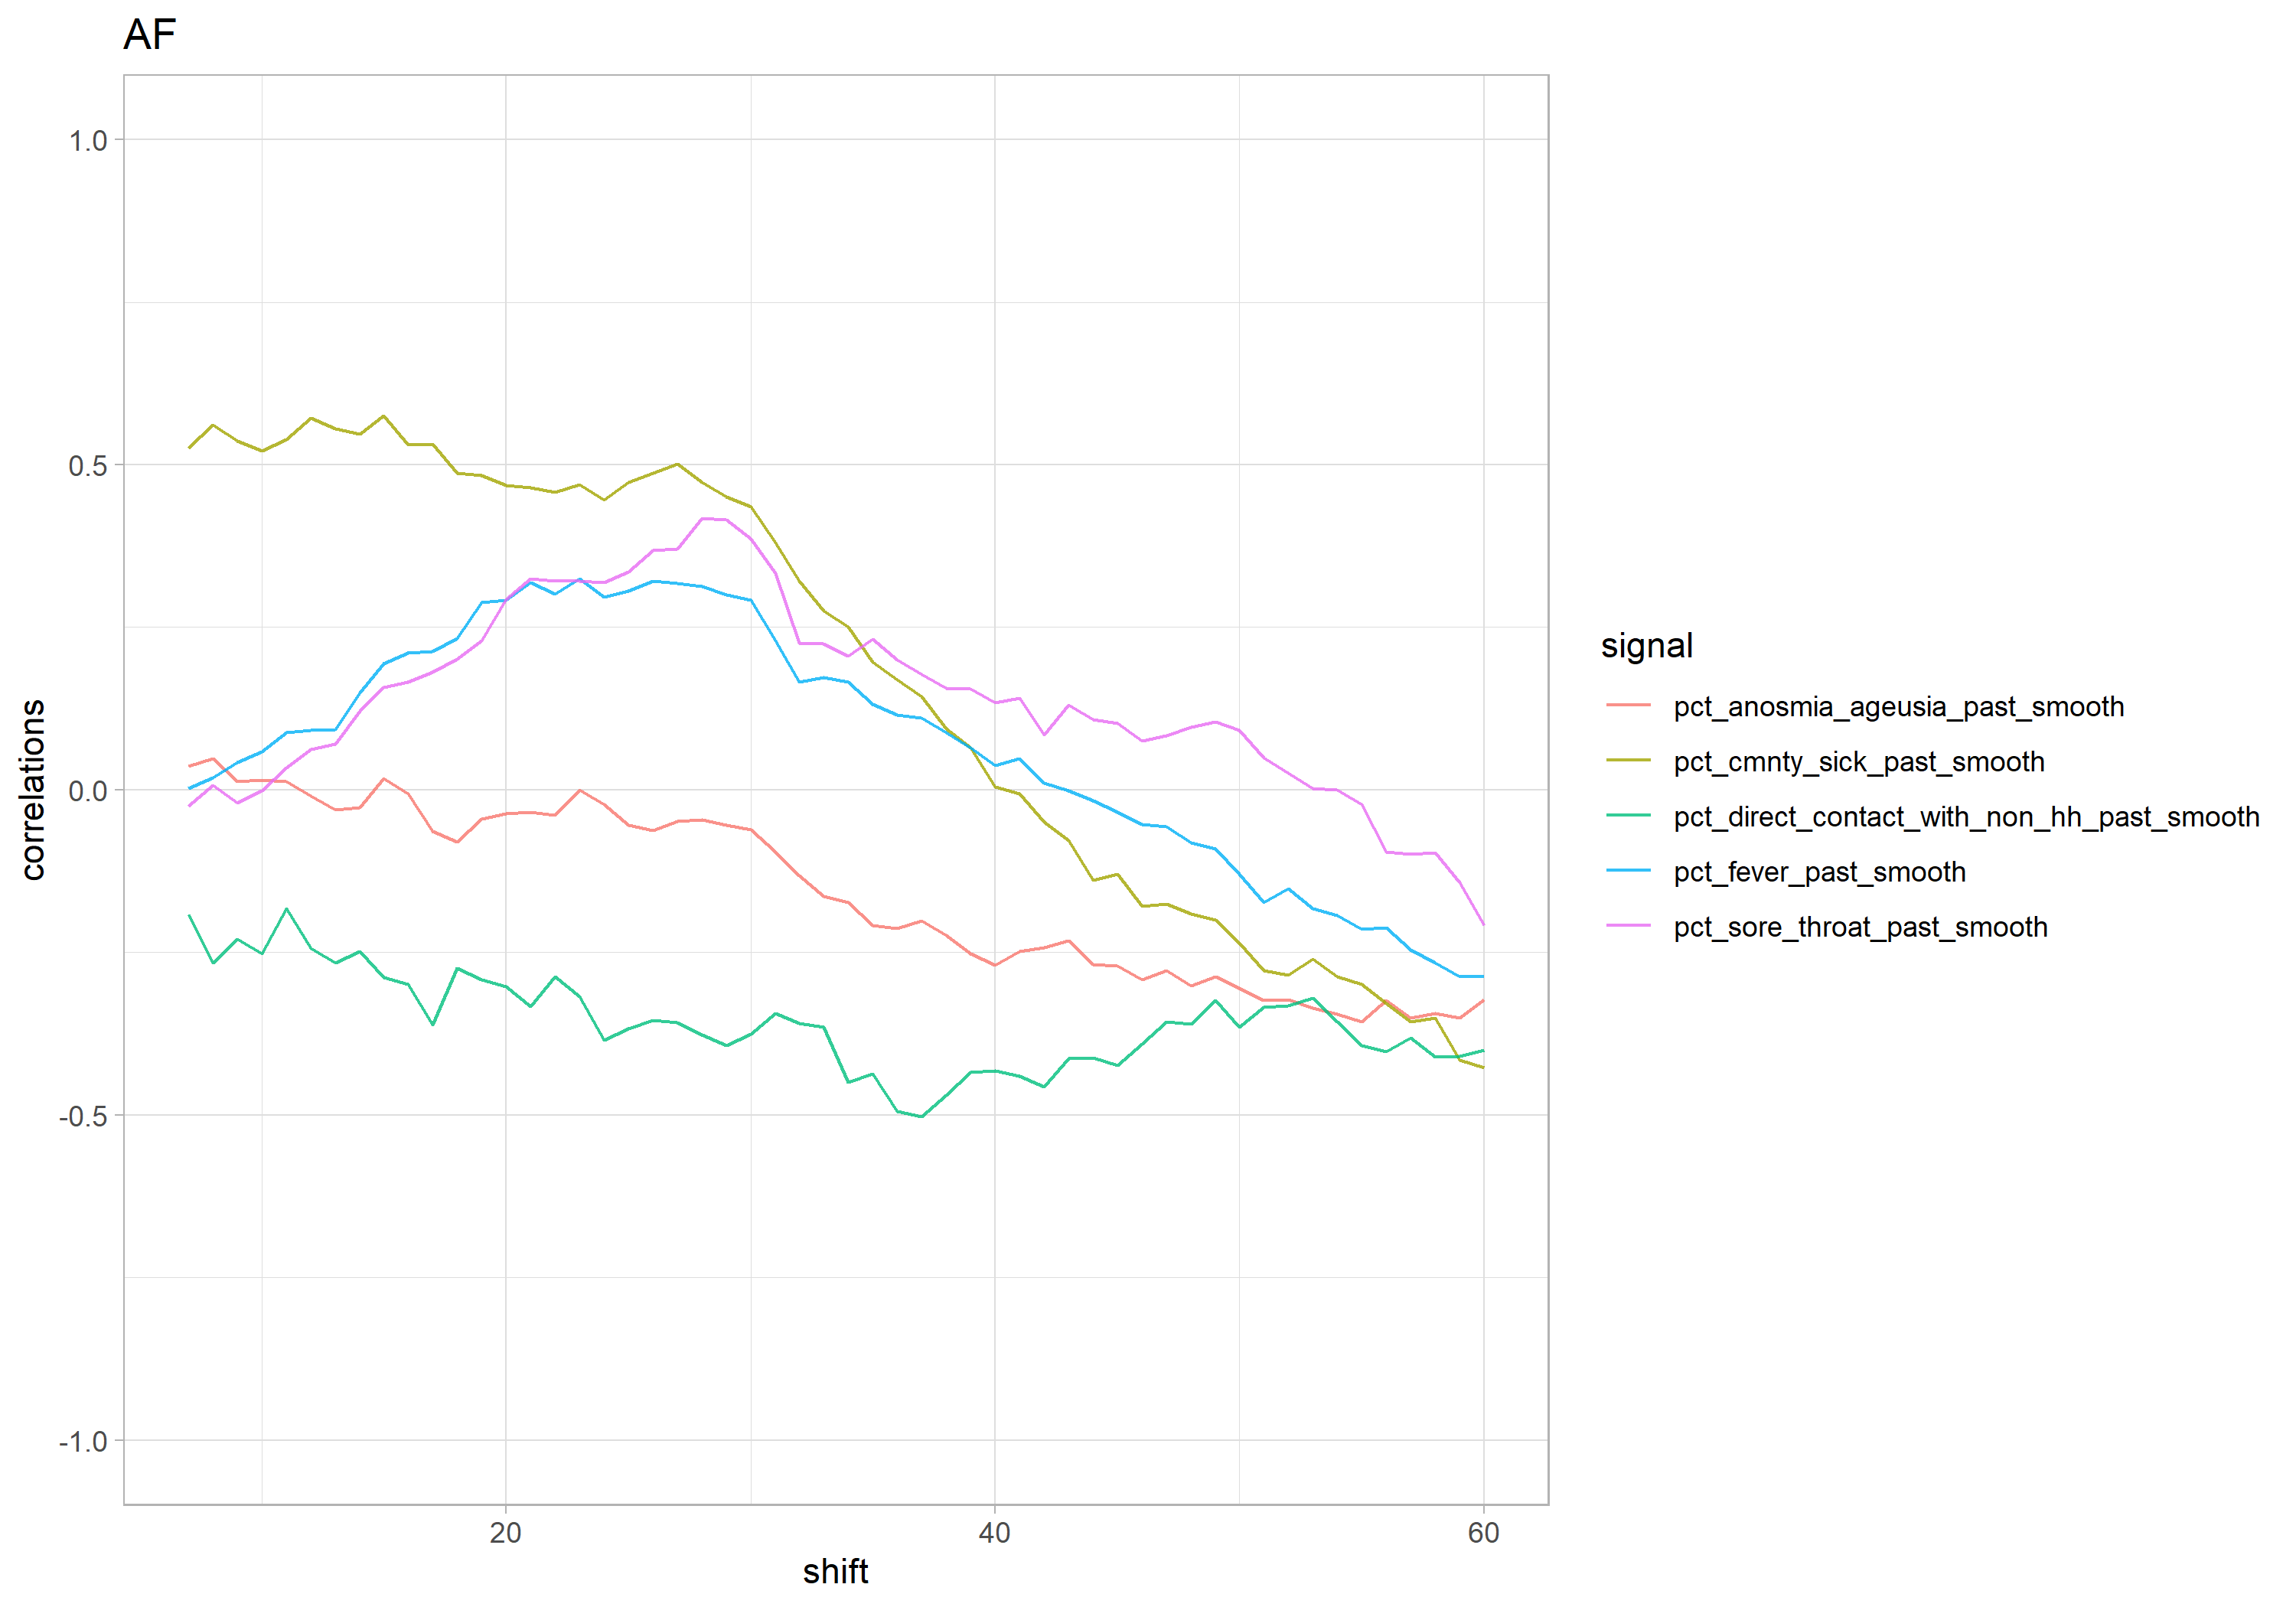 AF
1.0
0.5
0.0
-0.5
-1.0
correlations
20 40 60
shift
signal
pct_anosmia_ageusia_past_smooth
pct_cmnty_sick_past_smooth
pct_direct_contact_with_non_hh_past_smooth
pct_fever_past_smooth
pct_sore_throat_past_smooth